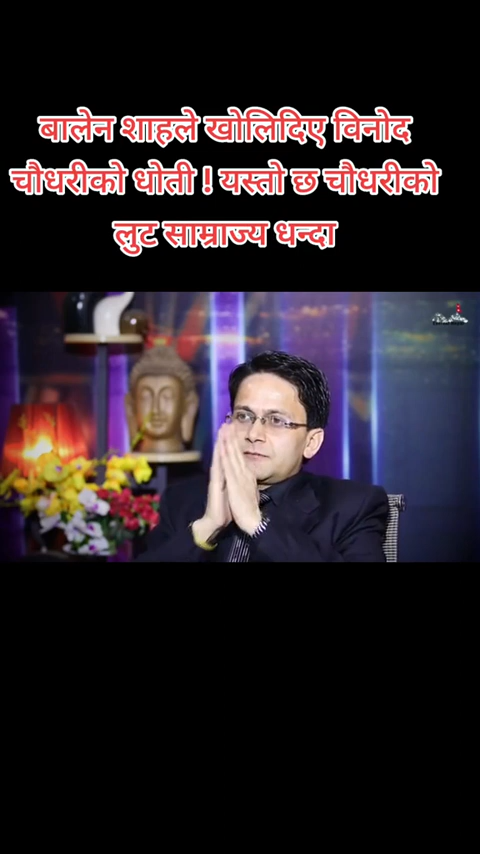 बालेन शाहले खोलिदिए विनोद
चौधरीको धोती ! यस्तो छ चौधरीको
लुट साम्राज्य धन्दा